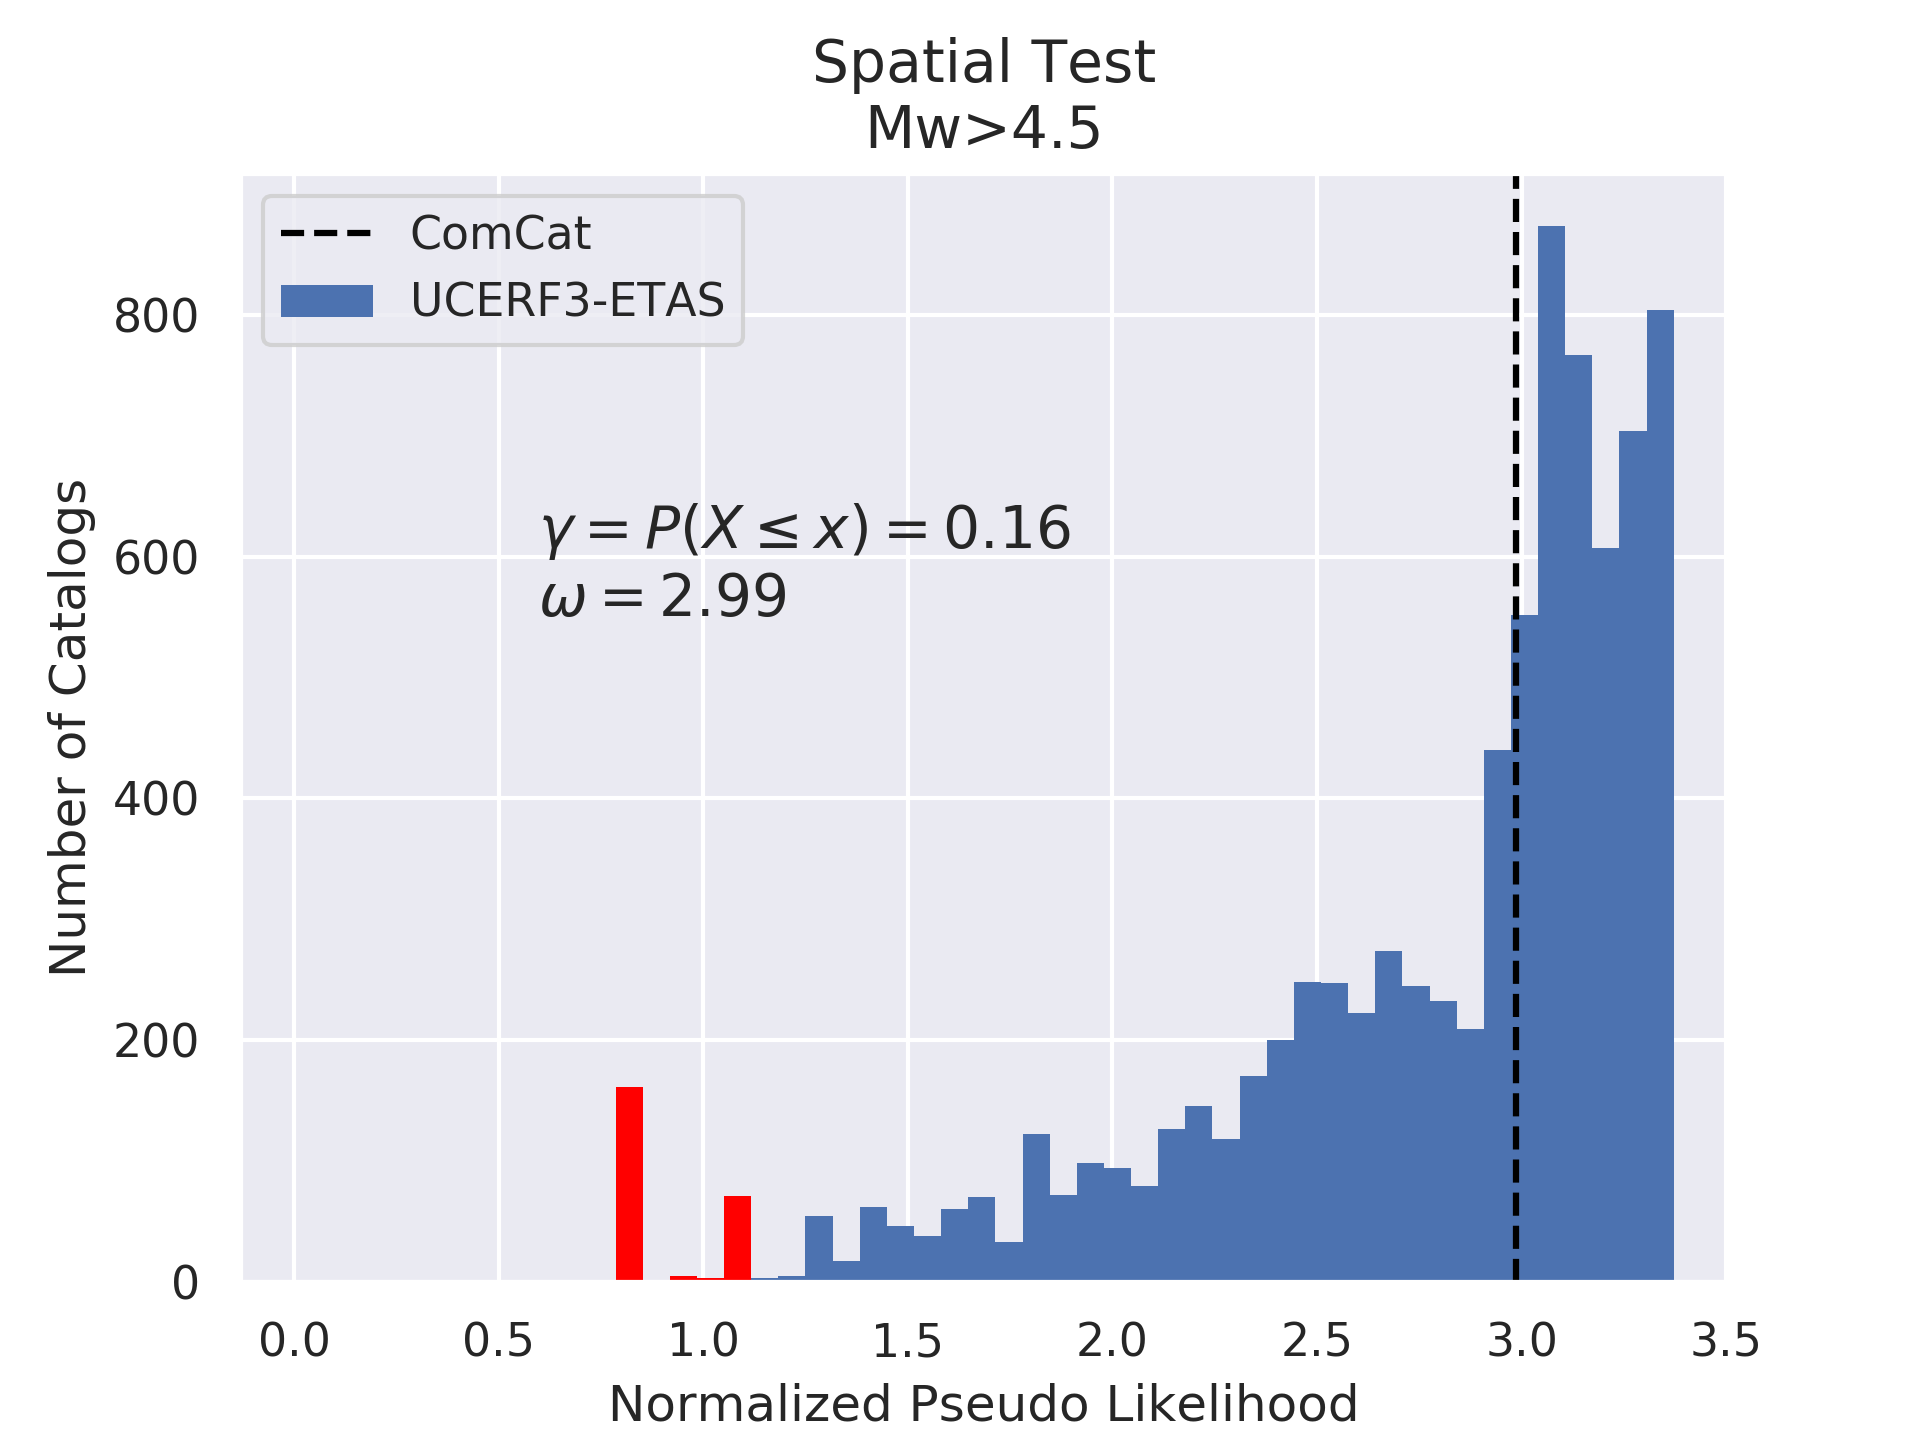 Spatial Test
Mw>4.5
ComCat
UCERF3-ETAS
γ = P(X ≤ x) = 0.16
ω = 2.99
Number of Catalogs
800
600
400
200
0
0.0 0.5 1.0 1.5 2.0 2.5 3.0 3.5
Normalized Pseudo Likelihood